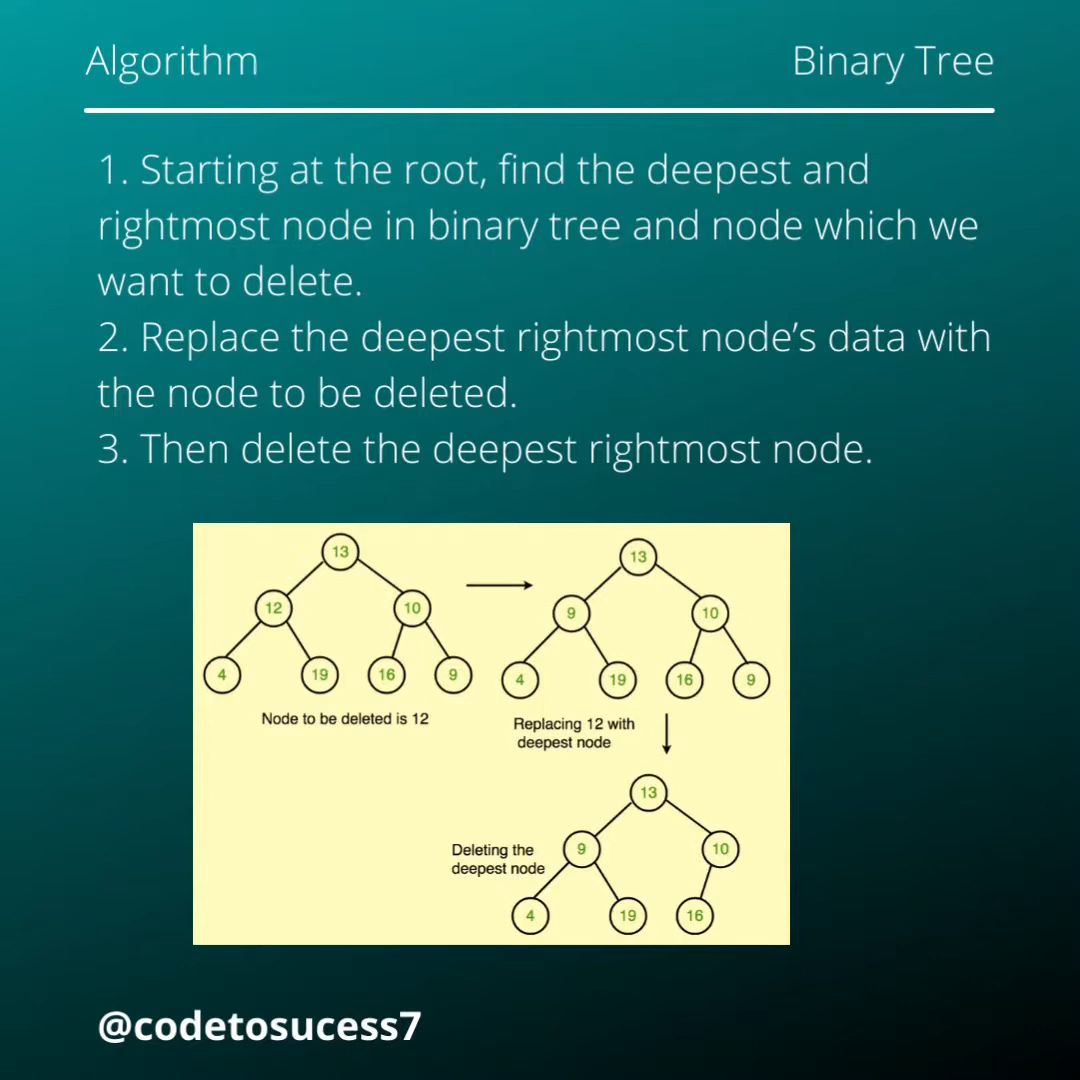 Algorithm
Binary Tree
1. Starting at the root, find the deepest and
rightmost node in binary tree and node which we
want to delete.
2. Replace the deepest rightmost node’s data with
the node to be deleted.
3. Then delete the deepest rightmost node.
13
12 10
4 19 16 9
Node to be deleted is 12
13
9 10
4 19 16 9
Replacing 12 with
deepest node
13
9 10
4 19 16
Deleting the
deepest node
@codetosucess7